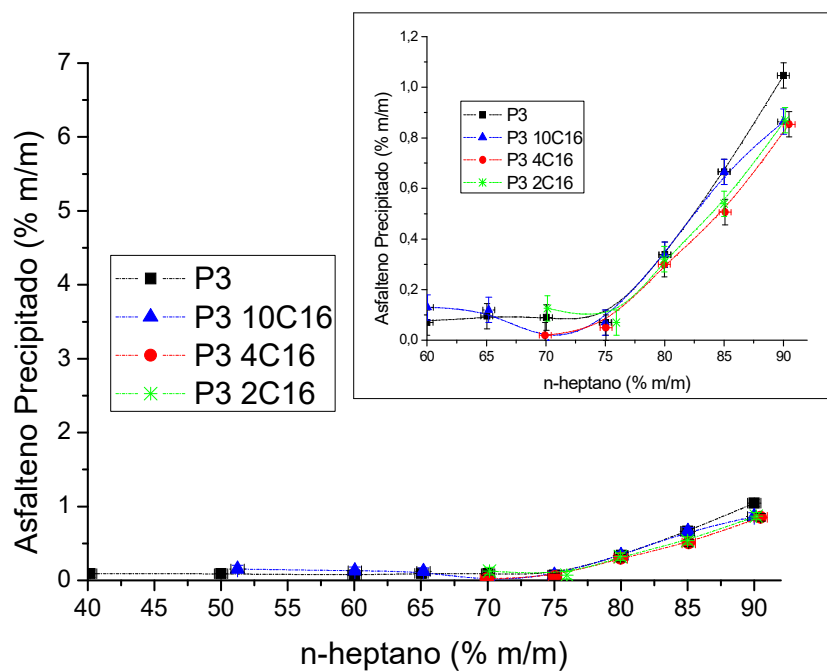 1,2
1,0
0,8
0,6
0,4
0,2
0,0
Asfalteno Precipitado (% m/m)
P3
P3 10C16
P3 4C16
P3 2C16
60 65 70 75 80 85 90
n-heptano (% m/m)
7
6
5
4
3
2
1
0
Asfalteno Precipitado (% m/m)
P3
P3 10C16
P3 4C16
P3 2C16
40 45 50 55 60 65 70 75 80 85 90
n-heptano (% m/m)